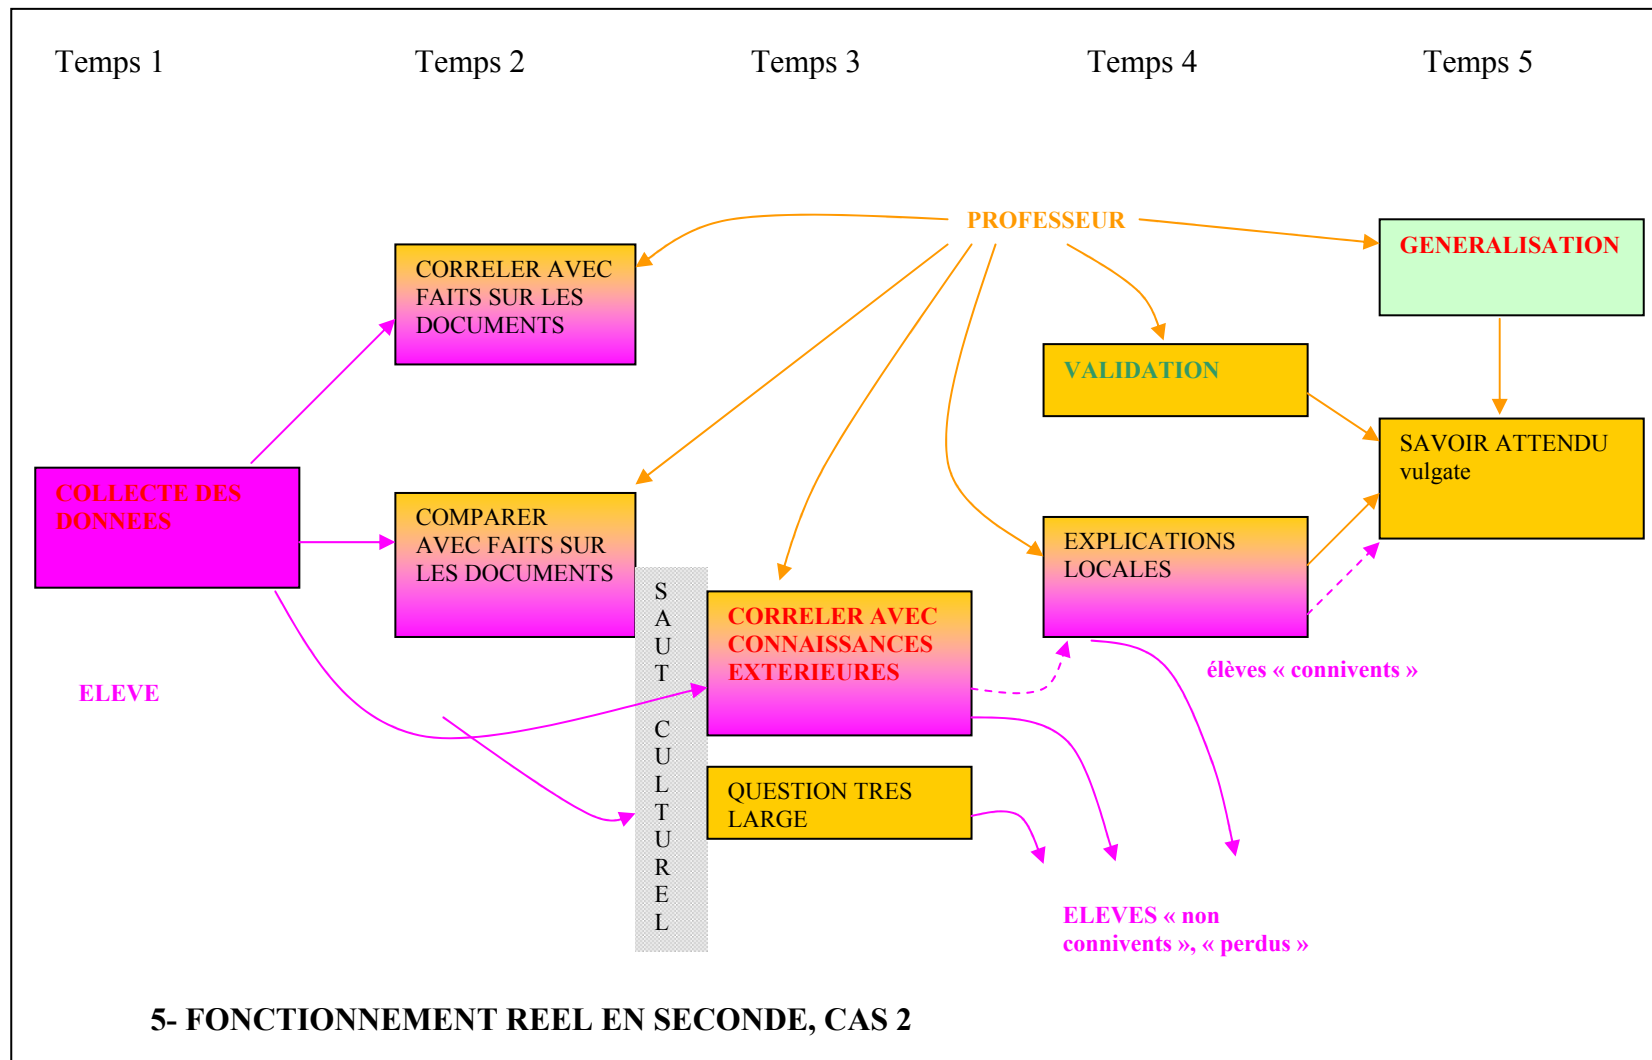 Temps 1
Temps 2
Temps 3
Temps 4
Temps 5
PROFESSEUR
GENERALISATION
CORRELER AVEC
FAITS SUR LES
DOCUMENTS
VALIDATION
SAVOIR ATTENDU
vulgate
COLLECTE DES
DONNEES
COMPARER
AVEC FAITS SUR
LES DOCUMENTS
EXPLICATIONS
LOCALES
S
A
U
T
C
U
L
T
U
R
E
L
CORRELER AVEC
CONNAISSANCES
EXTERIEURES
élèves « connivents »
ELEVE
QUESTION TRES
LARGE
ELEVES « non
connivents », « perdus »
5- FONCTIONNEMENT REEL EN SECONDE, CAS 2